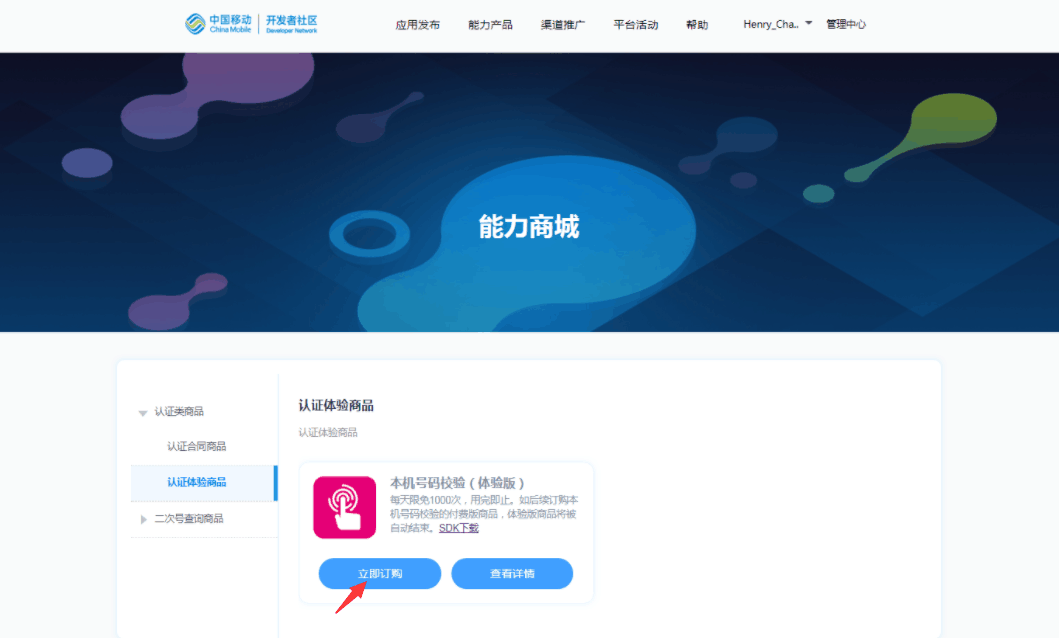 中国移动 开发者社区
China Mobile Developer Network
应用发布 能力产品 渠道推广 平台活动 帮助 Henry_Cha.. 管理中心
能力商城
认证类商品
认证合同商品
认证体验商品
二次号查询商品
认证体验商品
认证体验商品
本机号码校验（体验版）
每天限免1000次，用完即止。如后续订购本
机号码校验的付费版商品，体验版商品将被
自动结束。SDK下载
立即订购 查看详情